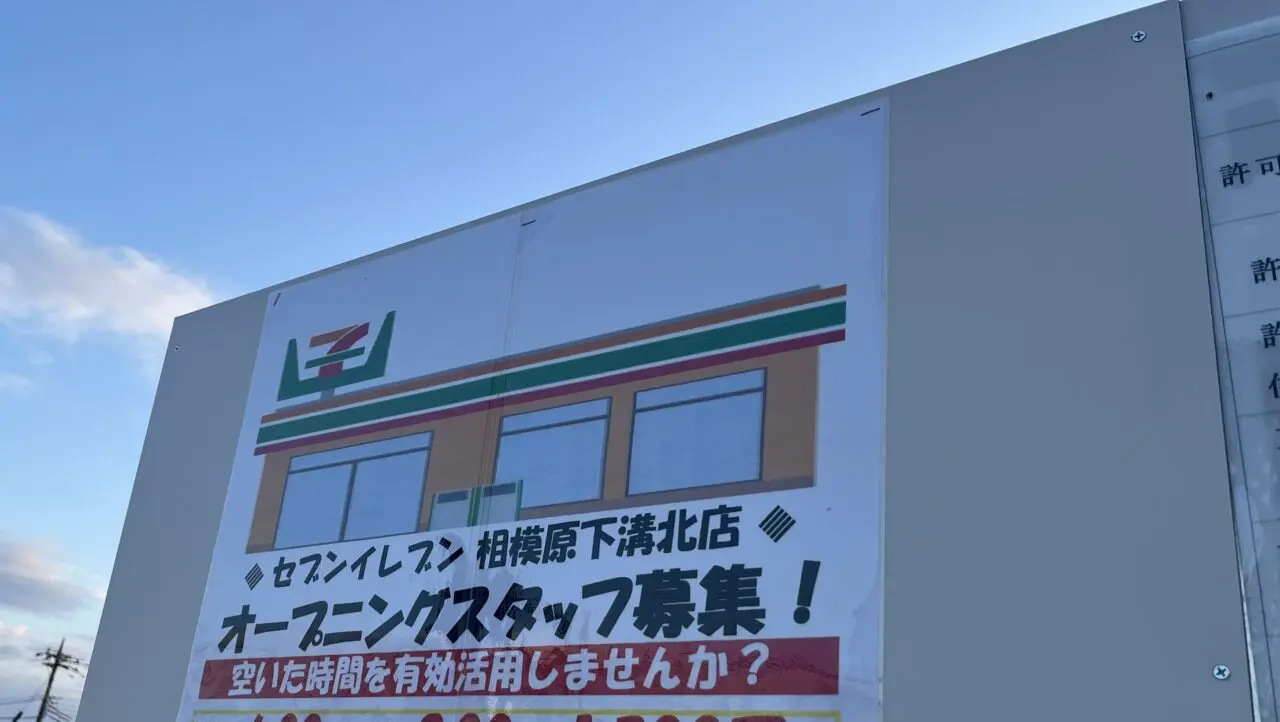 7
セブンイレブン 相模原下溝北店
オープニングスタッフ募集！
空いた時間を有効活用しませんか？
許可
許